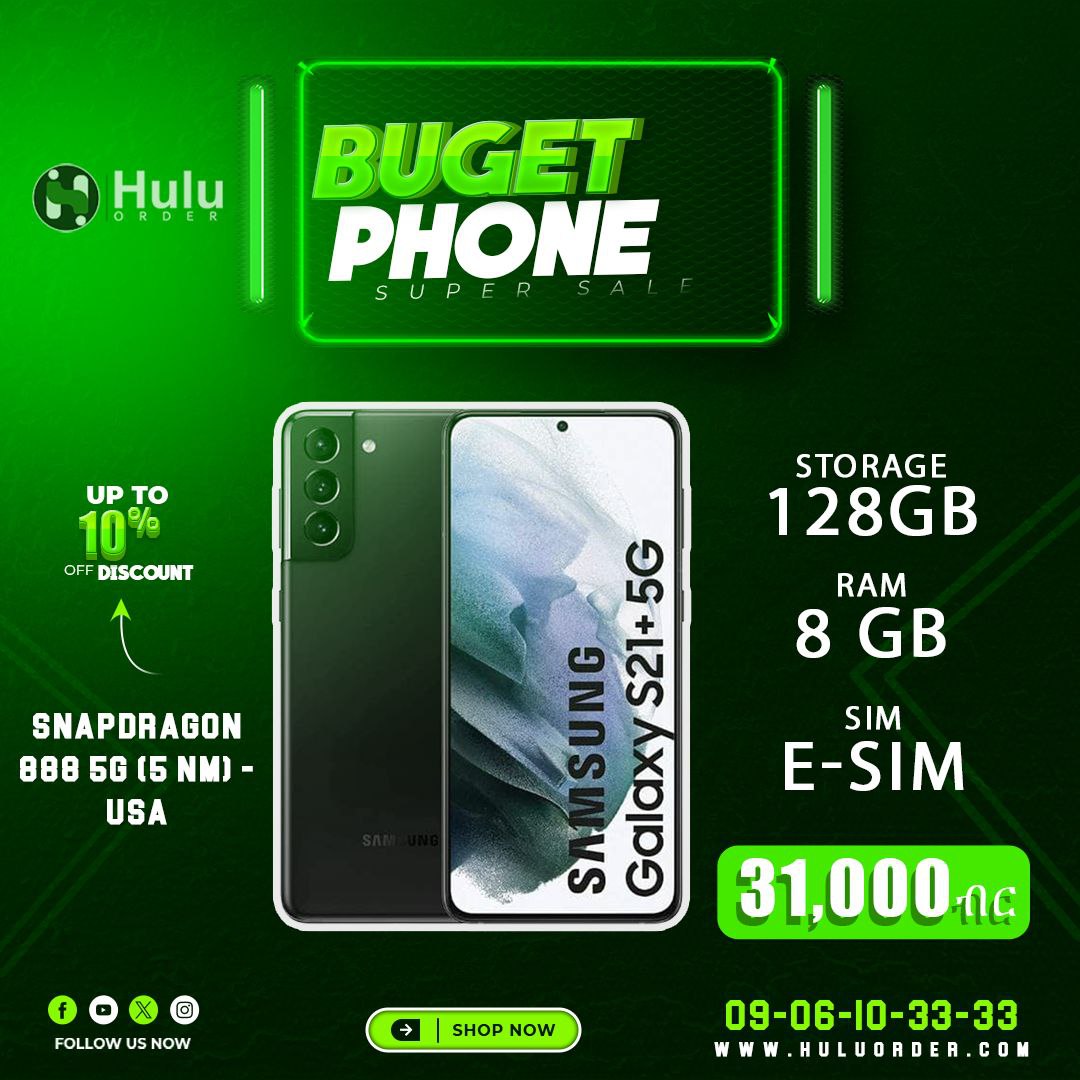 Hulu
ORDER
BUGET
PHONE
SUPER SALE
UP TO
10%
OFF DISCOUNT
SNAPDRAGON
888 5G (5 NM) -
USA
SAMSUNG
SAMSUNG
Galaxy S21+ 5G
STORAGE
128GB
RAM
8 GB
SIM
E-SIM
31,000 ብር
FOLLOW US NOW
SHOP NOW
09-06-10-33-33
WWW.HULUORDER.COM